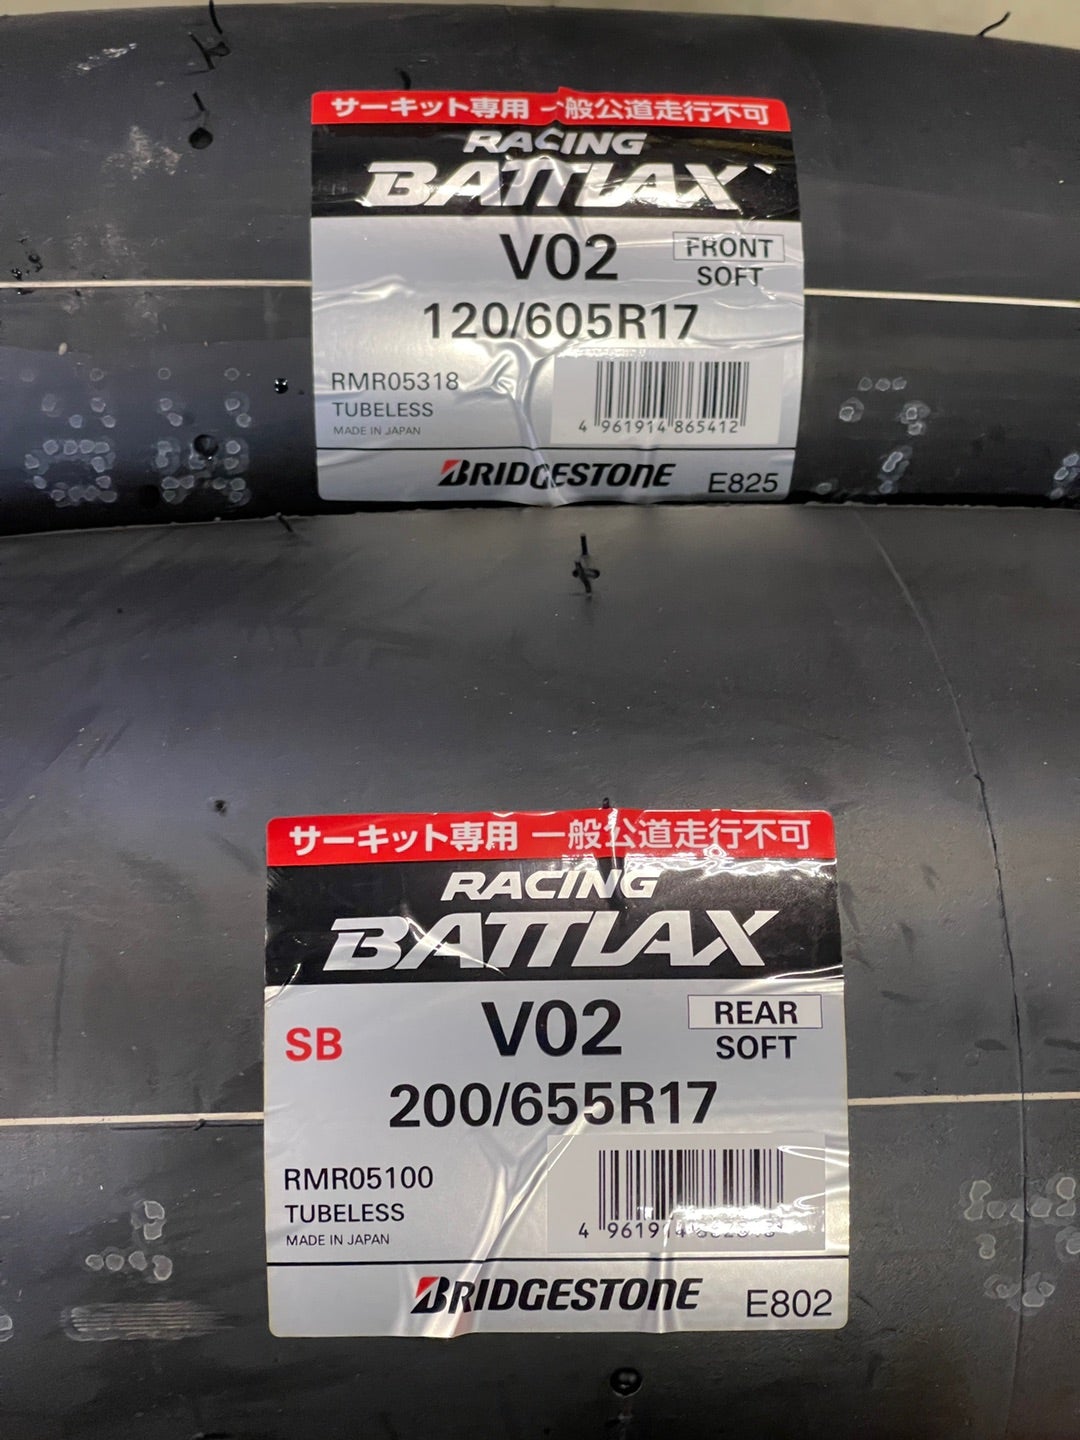 サーキット専用 一般公道走行不可
RACING
BATTLAX
V02 FRONT
SOFT
120/605R17
RMR05318
TUBELESS
MADE IN JAPAN
4 961914 865412
BRIDGESTONE E825
サーキット専用 一般公道走行不可
RACING
BATTLAX
SB V02 REAR
SOFT
200/655R17
RMR05100
TUBELESS
MADE IN JAPAN
4
BRIDGESTONE E802